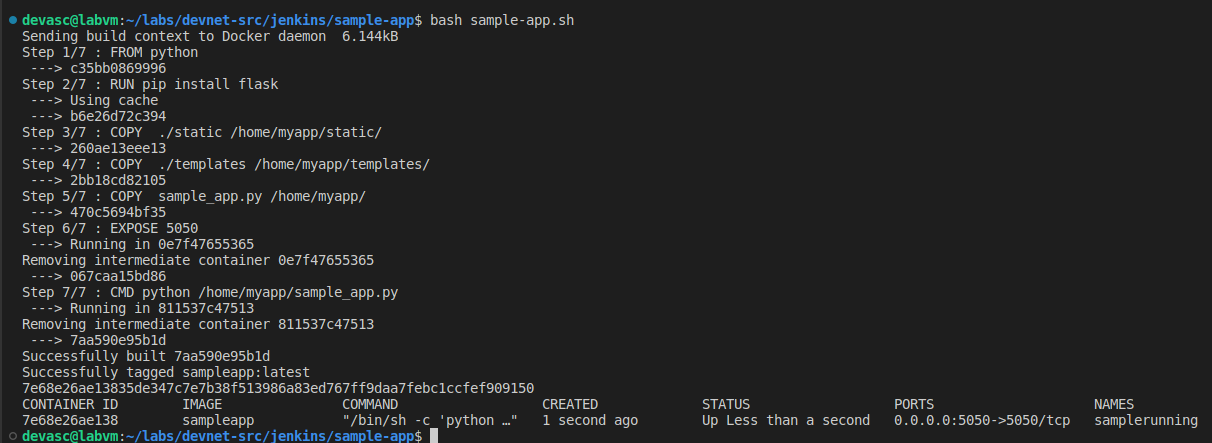 devasc@labvm:~/labs/devnet-src/jenkins/sample-app$ bash sample-app.sh
Sending build context to Docker daemon  6.144kB
Step 1/7 : FROM python
 ---> c35bb0869996
Step 2/7 : RUN pip install flask
 ---> Using cache
 ---> b6e26d72c394
Step 3/7 : COPY  ./static /home/myapp/static/
 ---> 260ae13eee13
Step 4/7 : COPY  ./templates /home/myapp/templates/
 ---> 2bb18cd82105
Step 5/7 : COPY  sample_app.py /home/myapp/
 ---> 470c5694bf35
Step 6/7 : EXPOSE 5050
 ---> Running in 0e7f47655365
Removing intermediate container 0e7f47655365
 ---> 067caa15bd86
Step 7/7 : CMD python /home/myapp/sample_app.py
 ---> Running in 811537c47513
Removing intermediate container 811537c47513
 ---> 7aa590e95b1d
Successfully built 7aa590e95b1d
Successfully tagged sampleapp:latest
7e68e26ae13835de347c7e7b38f513986a83ed767ff9daa7febc1ccfef909150
CONTAINER ID        IMAGE               COMMAND                  CREATED             STATUS                  PORTS                    NAMES
7e68e26ae138        sampleapp           "/bin/sh -c 'python …"   1 second ago        Up Less than a second   0.0.0.0:5050->5050/tcp   samplerunning
devasc@labvm:~/labs/devnet-src/jenkins/sample-app$